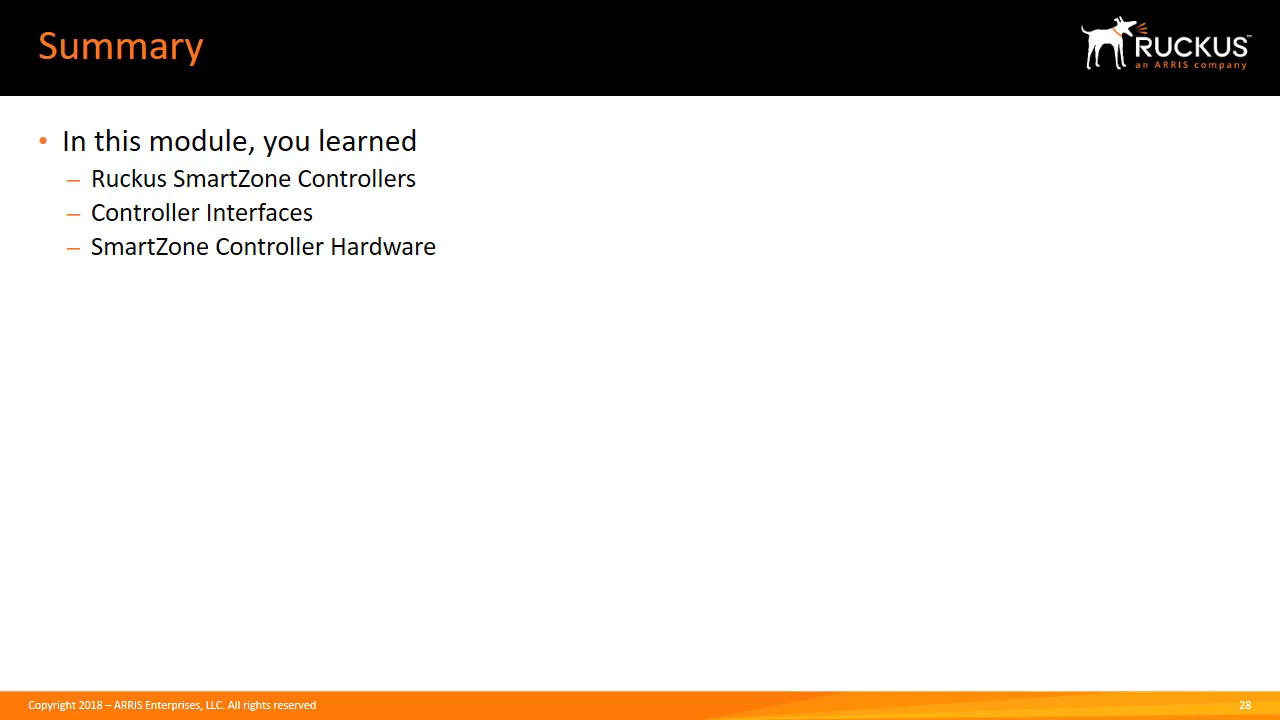 Summary
RUCKUS™
an ARRIS company
• In this module, you learned
– Ruckus SmartZone Controllers
– Controller Interfaces
– SmartZone Controller Hardware
Copyright 2018 – ARRIS Enterprises, LLC. All rights reserved
28